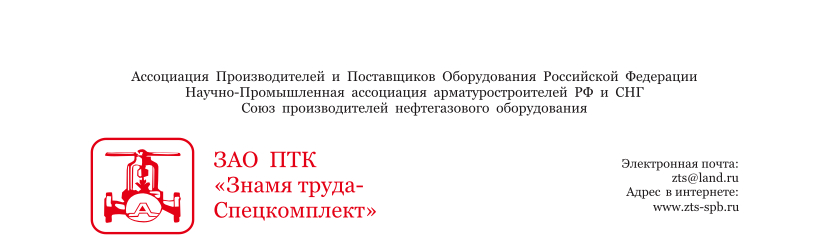 Ассоциация Производителей и Поставщиков Оборудования Российской Федерации
Научно-Промышленная ассоциация арматуростроителей РФ и СНГ
Союз производителей нефтегазового оборудования
ЗАО ПТК
«Знамя труда-
Спецкомплект»
Электронная почта:
zts@land.ru
Адрес в интернете:
www.zts-spb.ru